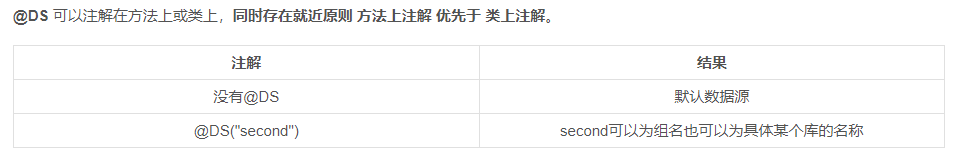 @DS 可以注解在方法上或类上，同时存在就近原则 方法上注解 优先于 类上注解。
注解 结果
没有@DS 默认数据源
@DS("second") second可以为组名也可以为具体某个库的名称